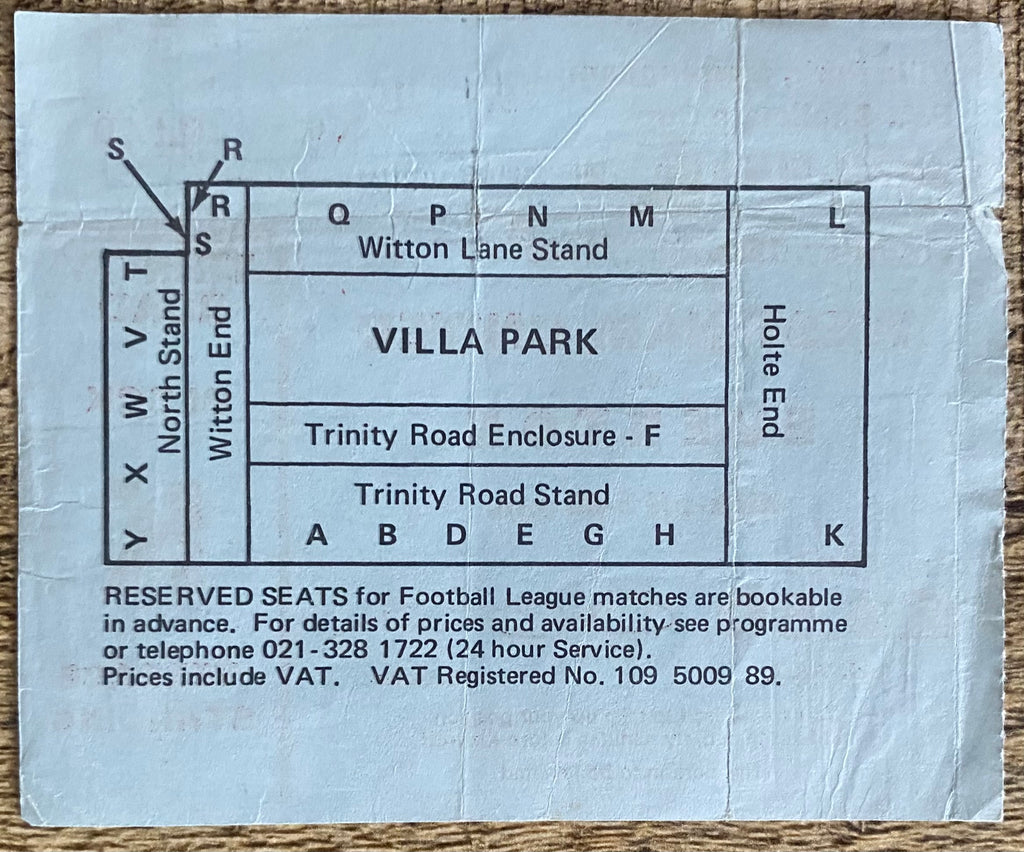 S R
R
S
Q P N M L
Witton Lane Stand
VILLA PARK
Trinity Road Enclosure - F
Trinity Road Stand
A B D E G H K
Y X W V T
North Stand
Witton End
Holte End
RESERVED SEATS for Football League matches are bookable
in advance. For details of prices and availability see programme
or telephone 021-328 1722 (24 hour Service).
Prices include VAT. VAT Registered No. 109 5009 89.